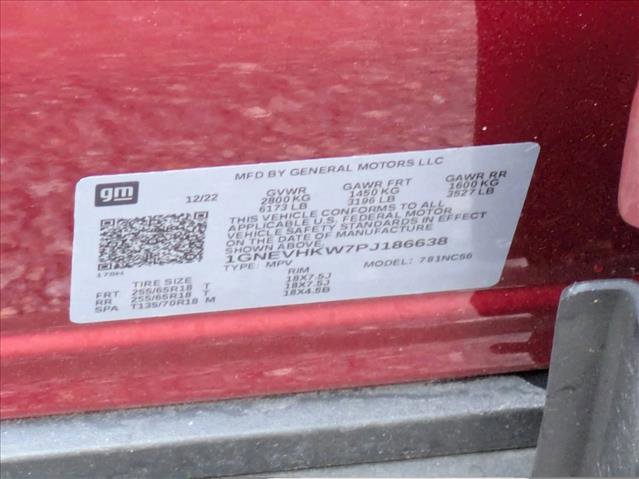 MFD BY GENERAL MOTORS LLC
gm
12/22 GVWR GAWR FRT GAWR RR
2800 KG 1450 KG 1600 KG
6173 LB 3196 LB 3527 LB
THIS VEHICLE CONFORMS TO ALL
APPLICABLE U.S. FEDERAL MOTOR
VEHICLE SAFETY STANDARDS IN EFFECT
ON THE DATE OF MANUFACTURE
SHOWN ABOVE.
1GNEVHKW7PJ186638
TYPE: MPV MODEL: 781NC56
TIRE SIZE RIM
FRT 255/65R18 T 18X7.5J
RR 255/65R18 T 18X7.5J
SPA T135/70R18 M 18X4.5B